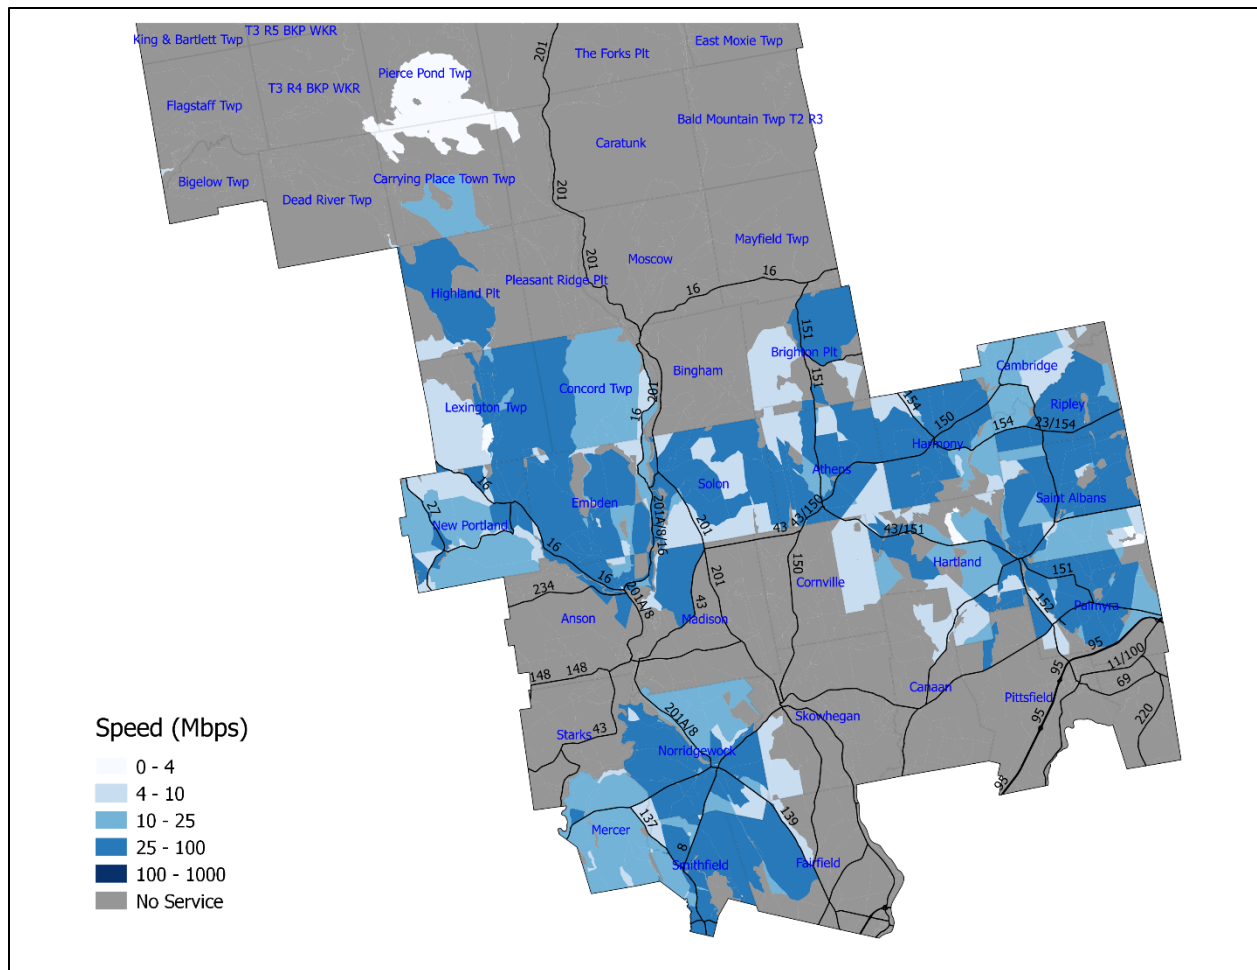 T3 R5 BKP WKR
King & Bartlett Twp
East Moxie Twp
201
The Forks Plt
Pierce Pond Twp
T3 R4 BKP WKR
Flagstaff Twp
Bald Mountain Twp T2 R3
Caratunk
Bigelow Twp
Carrying Place Town Twp
Dead River Twp
201
Mayfield Twp
201
Moscow
16
Pleasant Ridge Plt
16
Highland Plt
151
Brighton Plt
Bingham
Cambridge
151
Concord Twp
201
154
Ripley
Lexington Twp
16
150
154
23/154
Harmony
Athens
Solon
16
Saint Albans
Embden
27
201A/8/16
43/150
New Portland
201
43
43/151
16
Hartland
151
16
201
150
Cornville
234
201A/8
43
152
Palmyra
Anson
Madison
95
11/100
148
148
95
69
Canaan
Pittsfield
201A/8
Skowhegan
95
220
43
Starks
Norridgewock
Speed (Mbps)
0 - 4
95
4 - 10
139
137
10 - 25
Mercer
25 - 100
8
Smithfield
Fairfield
100 - 1000
No Service